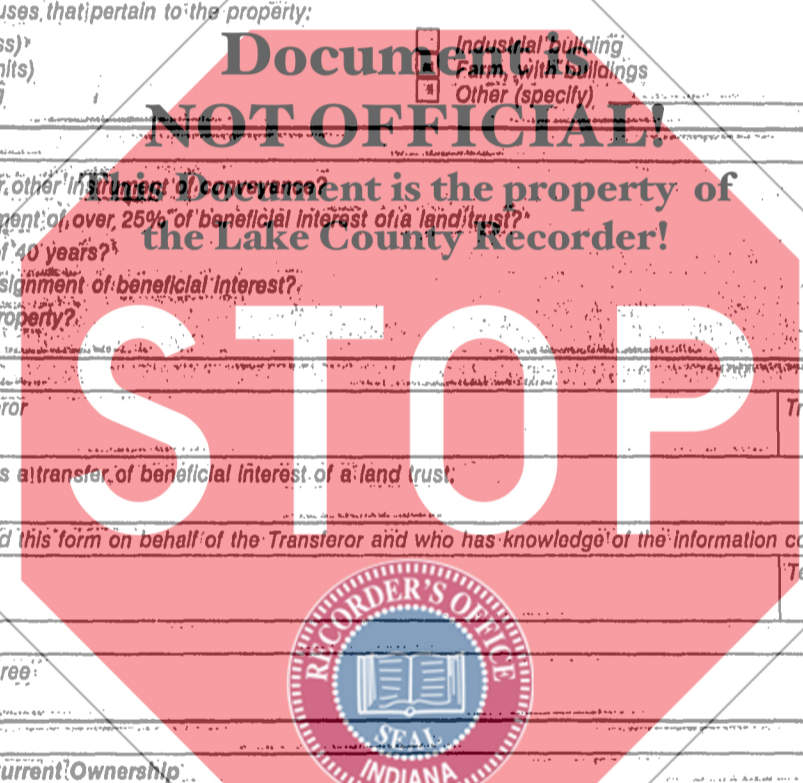 uses that pertain to the property:
ss)
Industrial building
nits)
Farm, with buildings
Other (specify)
Document is
NOT OFFICIAL!
This Document is the property of
the Lake County Recorder!
r other instrument of conveyance?
ment of over 25% of beneficial interest of a land trust?
f 40 years?
signment of beneficial interest?
roperty?
STOP
eror
Tr
s a transfer of beneficial interest of a land trust,
d this form on behalf of the Transferor and who has knowledge of the information co
Te
RECORDER'S OFFICE
SEAL
INDIANA
ree:
urrent Ownership